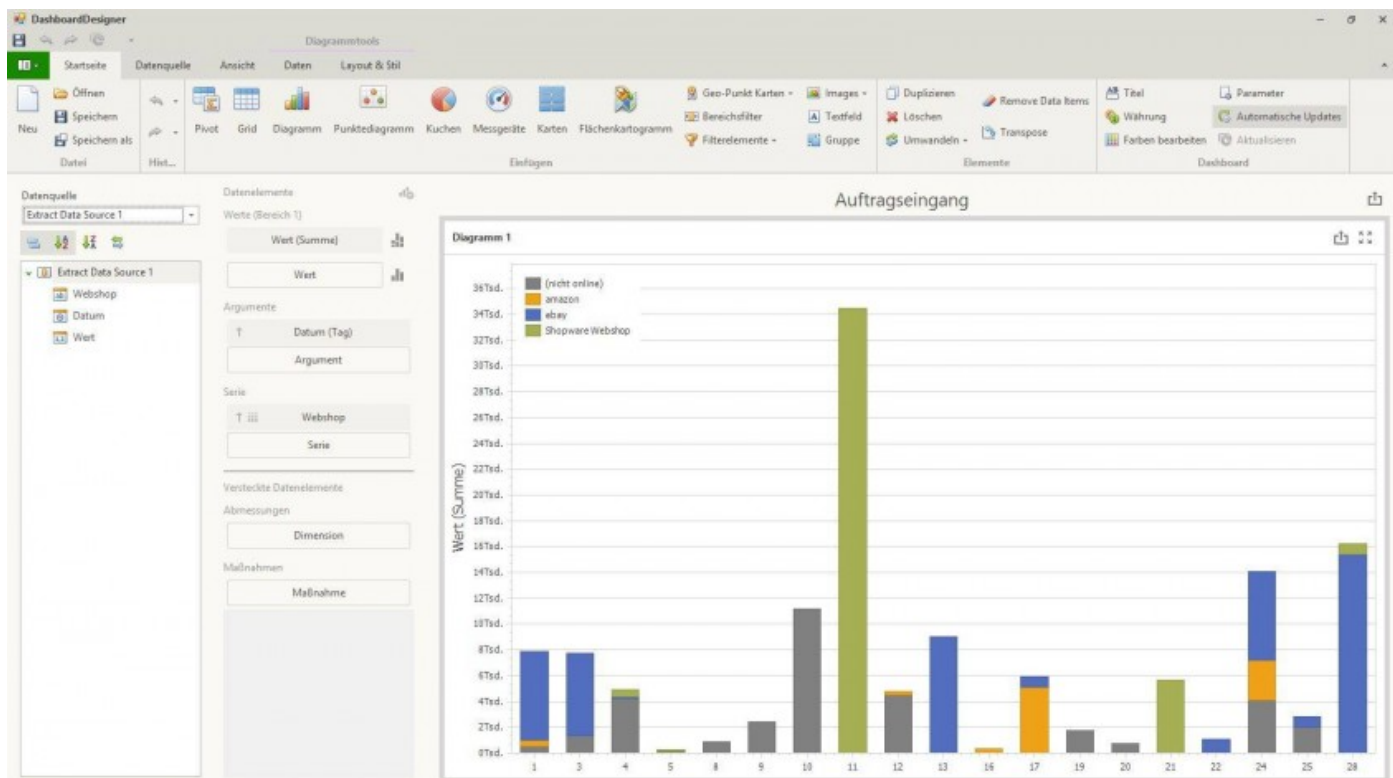 DashboardDesigner
Diagrammtools
Startseite Datenquelle Ansicht Daten Layout & Stil
Neu
Öffnen
Speichern
Speichern als
Datei
Hist...
Pivot Grid Diagramm Punktediagramm Kuchen Messgeräte Karten Flächenkartogramm
Geo-Punkt Karten
Bereichsfilter
Filterelemente
Images
Textfeld
Gruppe
Einfügen
Duplizieren
Löschen
Umwandeln
Remove Data Items
Transpose
Elemente
Titel
Währung
Farben bearbeiten
Parameter
Automatische Updates
Aktualisieren
Dashboard
Datenquelle
Extract Data Source 1
Extract Data Source 1
Webshop
Datum
Wert
Datenelemente
Werte (Bereich 1)
Wert (Summe)
Wert
Argumente
Datum (Tag)
Argument
Serie
Webshop
Serie
Versteckte Datenelemente
Abmessungen
Dimension
Maßnahmen
Maßnahme
Auftragseingang
Diagramm 1
(nicht online)
amazon
ebay
Shopware Webshop
Wert (Summe)
36Tsd.
34Tsd.
32Tsd.
30Tsd.
28Tsd.
26Tsd.
24Tsd.
22Tsd.
20Tsd.
18Tsd.
16Tsd.
14Tsd.
12Tsd.
10Tsd.
8Tsd.
6Tsd.
4Tsd.
2Tsd.
0Tsd.
1 3 4 5 8 9 10 11 12 13 16 17 19 20 21 22 24 25 28